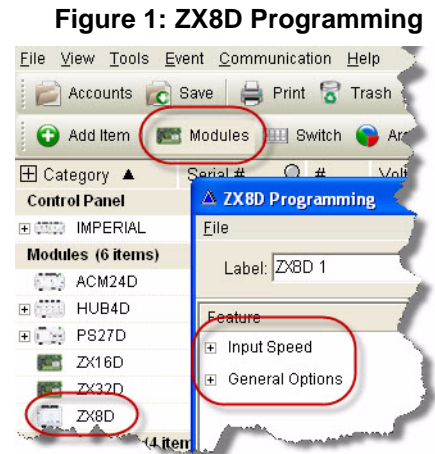 Figure 1: ZX8D Programming
File View Tools Event Communication Help
Accounts Save Print Trash
Add Item Modules Switch
Category Serial # #
Control Panel
ZX8D Programming
IMPERIAL
File
Modules (6 items)
Label: ZX8D 1
ACM24D
HUB4D
Feature
PS27D
Input Speed
ZX16D
General Options
ZX32D
ZX8D